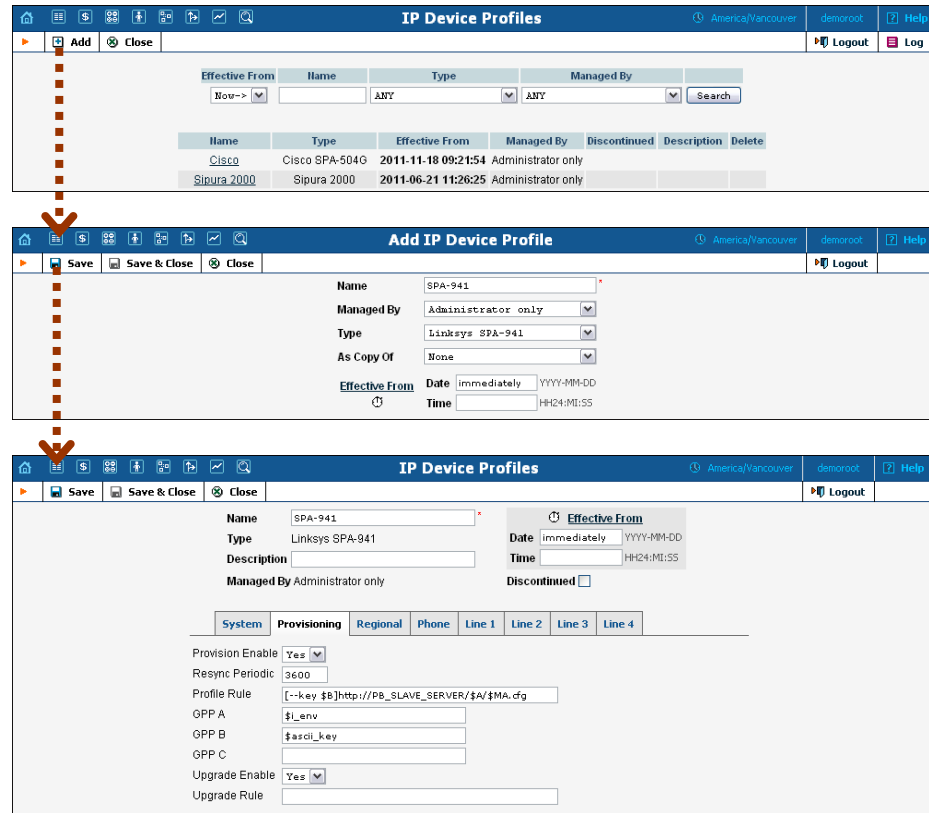 IP Device Profiles America/Vancouver demoroot ? Help
Add Close Logout Log
Effective From Name Type Managed By
Now-> ANY ANY Search
Name Type Effective From Managed By Discontinued Description Delete
Cisco Cisco SPA-504G 2011-11-18 09:21:54 Administrator only
Sipura 2000 Sipura 2000 2011-06-21 11:26:25 Administrator only
Add IP Device Profile America/Vancouver demoroot ? Help
Save Save & Close Close Logout
Name SPA-941 *
Managed By Administrator only
Type Linksys SPA-941
As Copy Of None
Effective From Date immediately YYYY-MM-DD
Time HH24:MI:SS
IP Device Profiles America/Vancouver demoroot ? Help
Save Save & Close Close Logout
Name SPA-941 * Effective From
Type Linksys SPA-941 Date immediately YYYY-MM-DD
Description Time HH24:MI:SS
Managed By Administrator only Discontinued
System Provisioning Regional Phone Line 1 Line 2 Line 3 Line 4
Provision Enable Yes
Resync Periodic 3600
Profile Rule [--key $B]http://PB_SLAVE_SERVER/$A/$MA.cfg
GPP A $i_env
GPP B $ascii_key
GPP C
Upgrade Enable Yes
Upgrade Rule